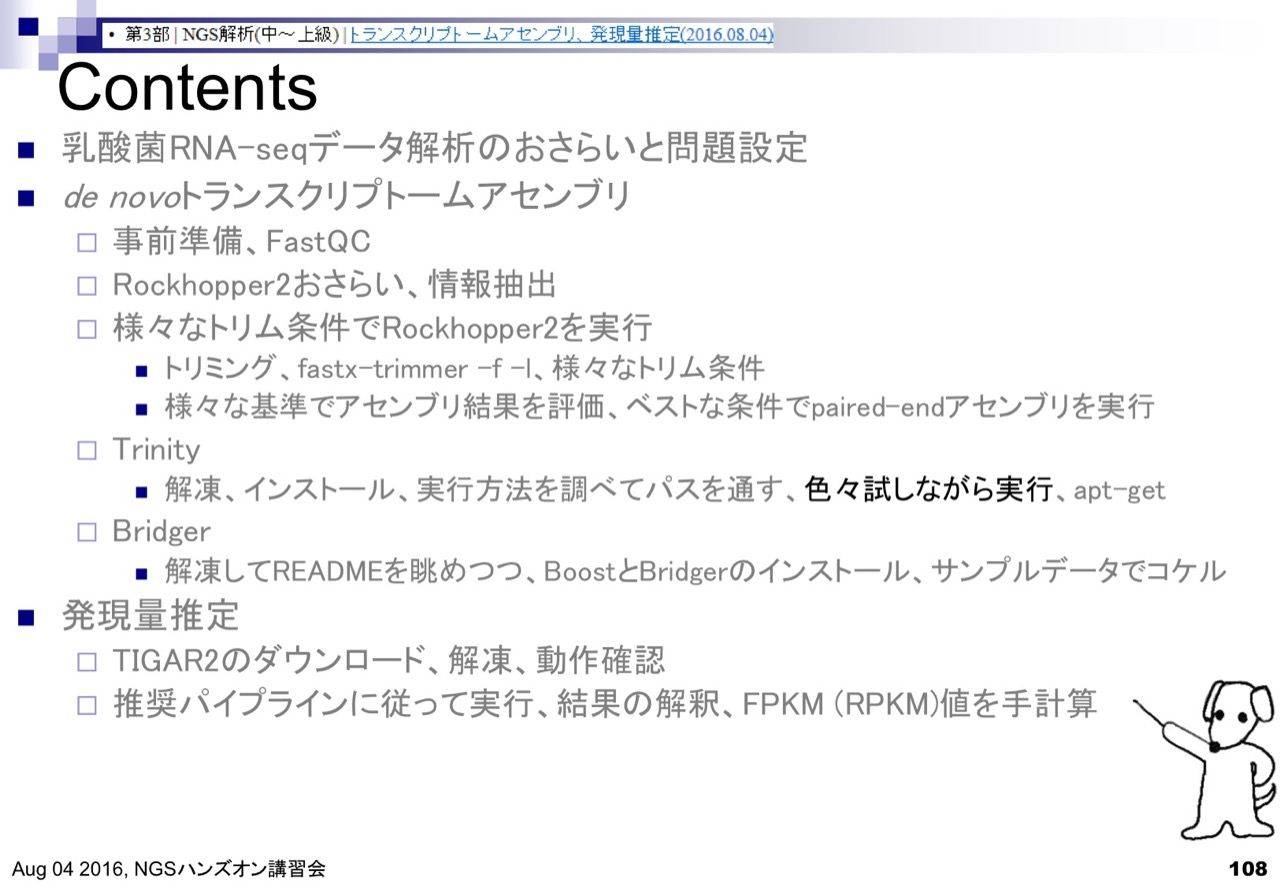 • 第3部 | NGS解析(中～上級) | トランスクリプトームアセンブリ、発現量推定(2016.08.04)
Contents
乳酸菌RNA-seqデータ解析のおさらいと問題設定
de novoトランスクリプトームアセンブリ
事前準備、FastQC
Rockhopper2おさらい、情報抽出
様々なトリム条件でRockhopper2を実行
トリミング、fastx-trimmer -f -l、様々なトリム条件
様々な基準でアセンブリ結果を評価、ベストな条件でpaired-endアセンブリを実行
Trinity
解凍、インストール、実行方法を調べてパスを通す、色々試しながら実行、apt-get
Bridger
解凍してREADMEを眺めつつ、BoostとBridgerのインストール、サンプルデータでコケル
発現量推定
TIGAR2のダウンロード、解凍、動作確認
推奨パイプラインに従って実行、結果の解釈、FPKM (RPKM)値を手計算
Aug 04 2016, NGSハンズオン講習会
108